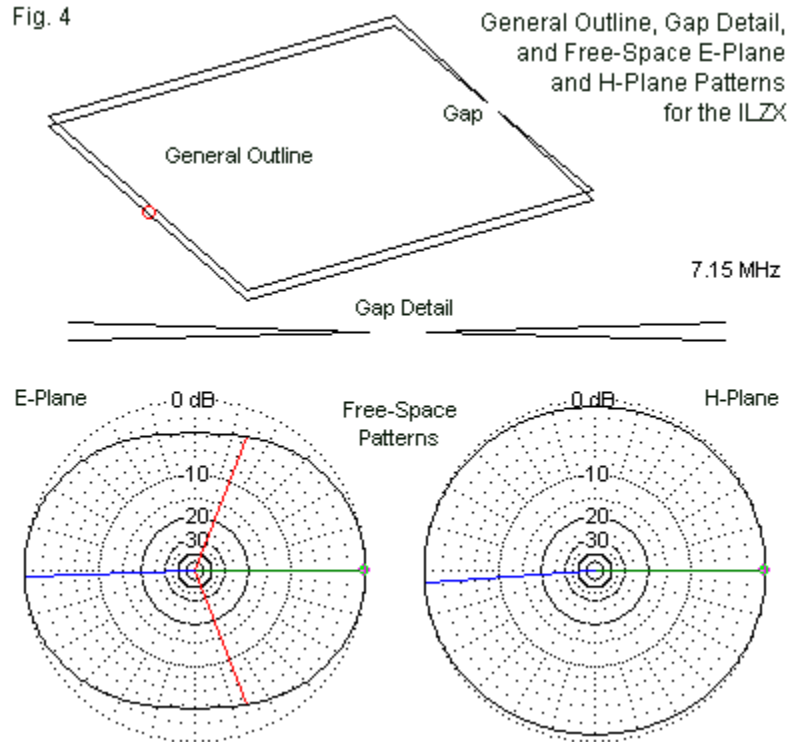 Fig. 4
General Outline, Gap Detail,
and Free-Space E-Plane
and H-Plane Patterns
for the ILZX
Gap
General Outline
7.15 MHz
Gap Detail
E-Plane
0 dB
-10
-20
-30
Free-Space
Patterns
0 dB
-10
-20
-30
H-Plane